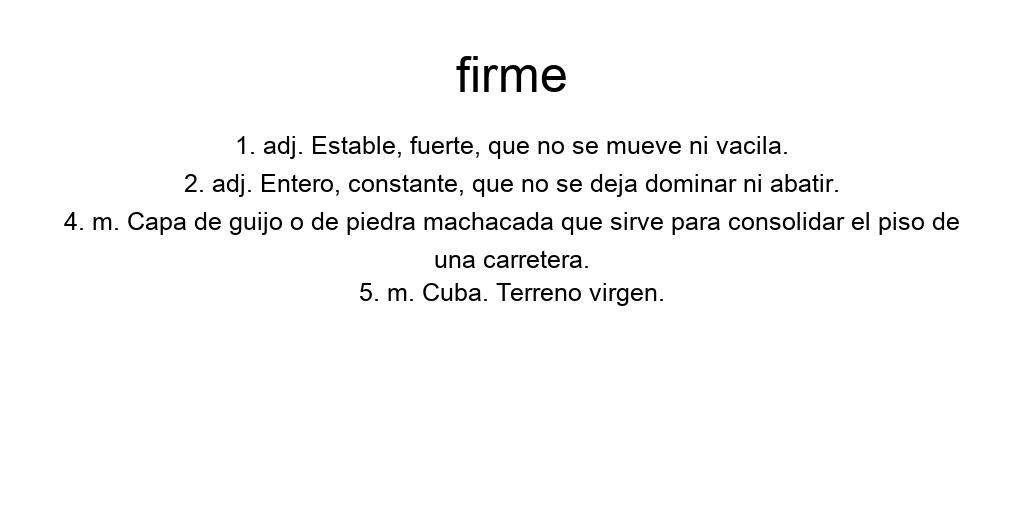 firme
1. adj. Estable, fuerte, que no se mueve ni vacila.
2. adj. Entero, constante, que no se deja dominar ni abatir.
4. m. Capa de guijo o de piedra machacada que sirve para consolidar el piso de
una carretera.
5. m. Cuba. Terreno virgen.